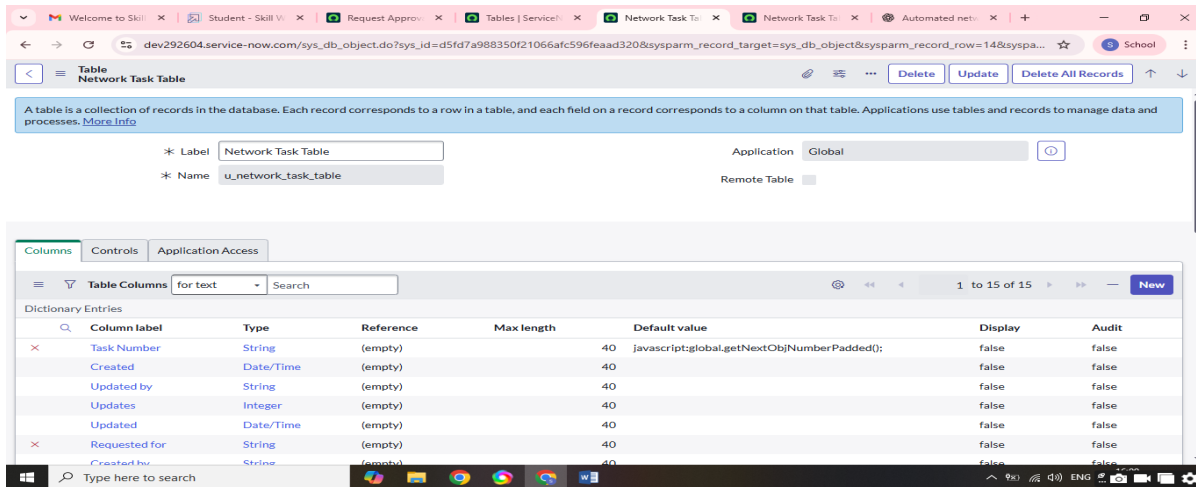 Welcome to Skil
Student - Skill W
Request Approv
Tables | ServiceN
Network Task Ta
Network Task Ta
Automated netw
dev292604.service-now.com/sys_db_object.do?sys_id=d5fd7a988350f21066afc596feaad320&sysparm_record_target=sys_db_object&sysparm_record_row=14&syspa...
S School
Table
Network Task Table
Delete Update Delete All Records
A table is a collection of records in the database. Each record corresponds to a row in a table, and each field on a record corresponds to a column on that table. Applications use tables and records to manage data and
processes. More Info
Label Network Task Table Application Global
Name u_network_task_table Remote Table
Columns Controls Application Access
Table Columns for text Search 1 to 15 of 15 New
Dictionary Entries
Column label Type Reference Max length Default value Display Audit
Task Number String (empty) 40 javascript:global.getNextObjNumberPadded(); false false
Created Date/Time (empty) 40 false false
Updated by String (empty) 40 false false
Updates Integer (empty) 40 false false
Updated Date/Time (empty) 40 false false
Requested for String (empty) 40 false false
Created by String (empty) 40 false false
Type here to search ENG